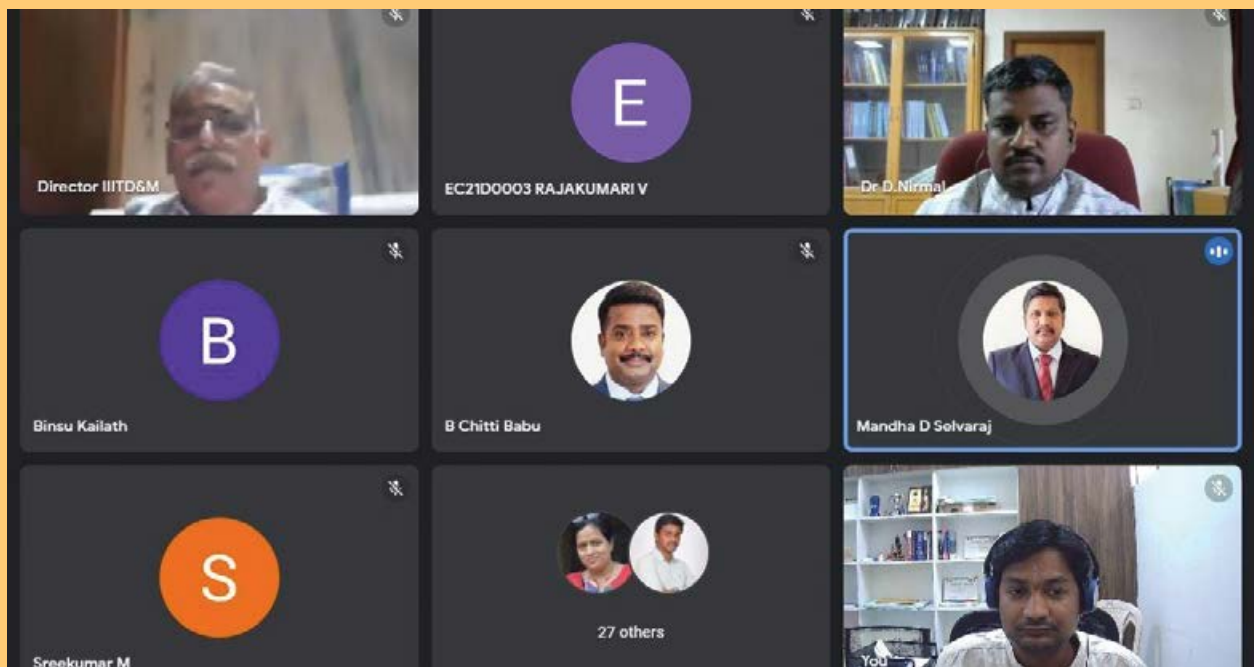 Director IIITD&M
E
EC21D0003 RAJAKUMARI V
Dr D.Nirmal
B
Binsu Kailath
B Chitti Babu
Mandha D Selvaraj
S
Sreekumar M
27 others
You